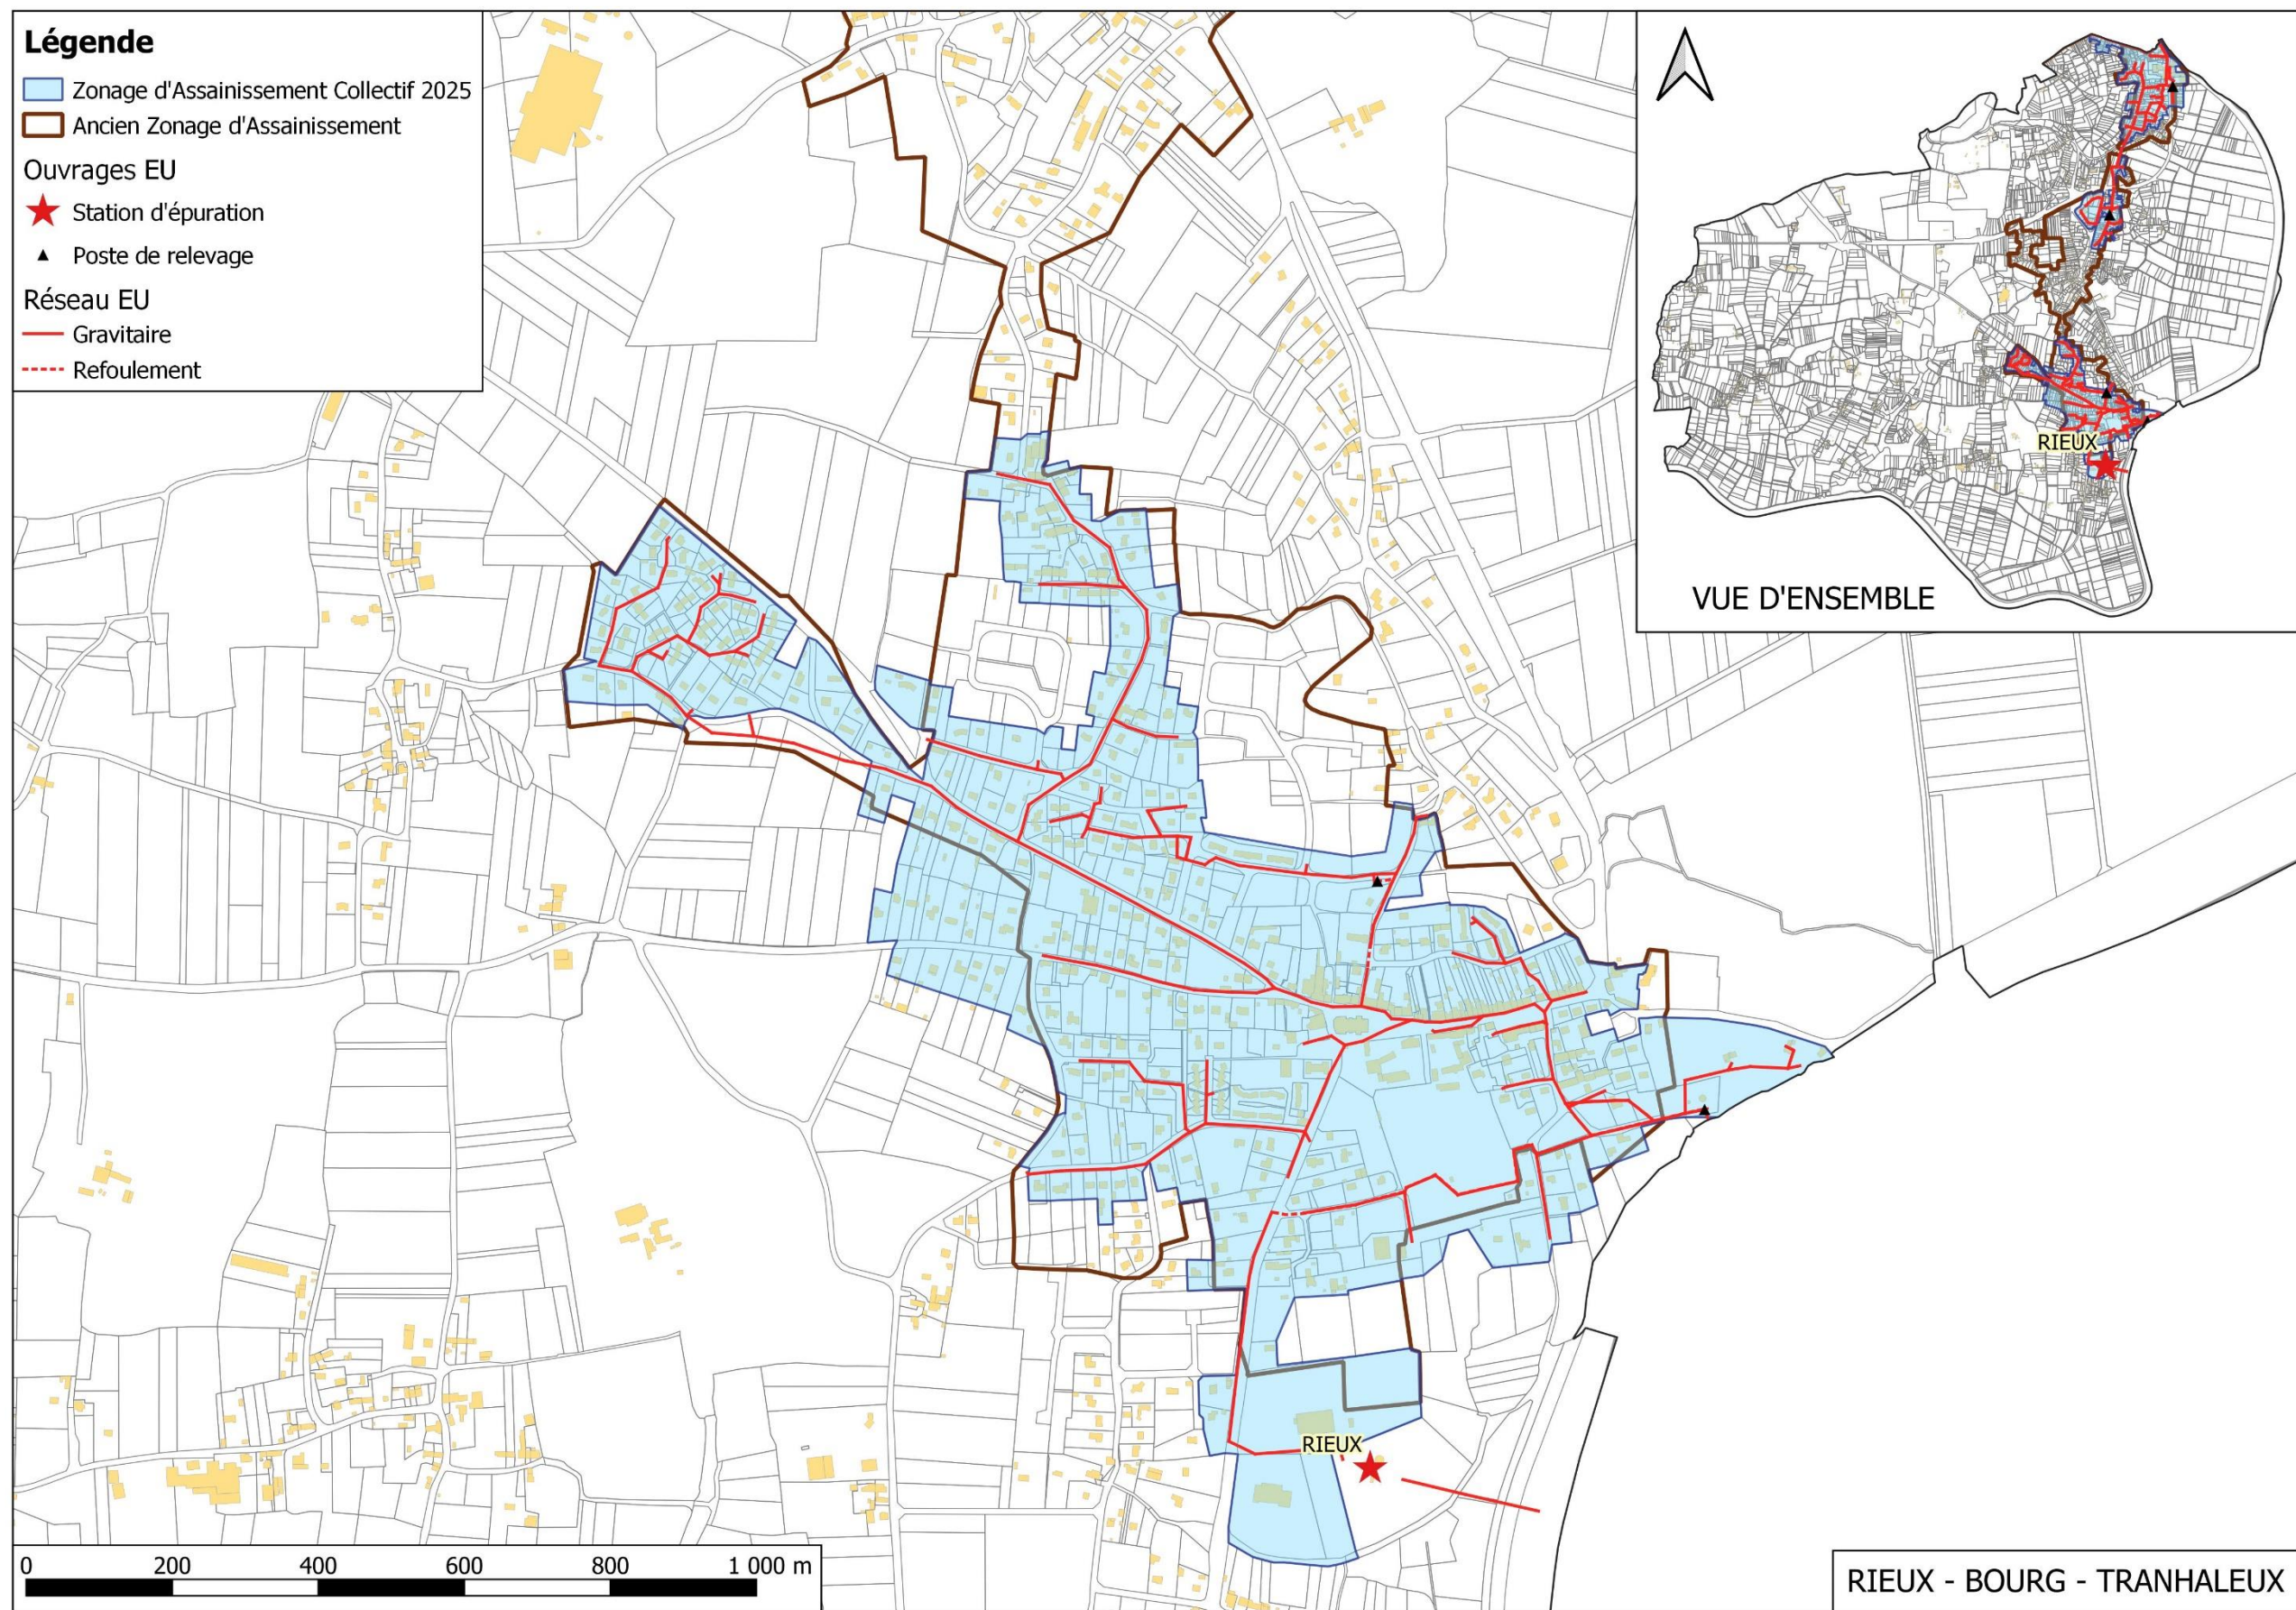 Légende
Zonage d'Assainissement Collectif 2025
Ancien Zonage d'Assainissement
Ouvrages EU
Station d'épuration
Poste de relevage
Réseau EU
Gravitaire
Refoulement
RIEUX
VUE D'ENSEMBLE
RIEUX
0 200 400 600 800 1 000 m
RIEUX - BOURG - TRANHALEUX